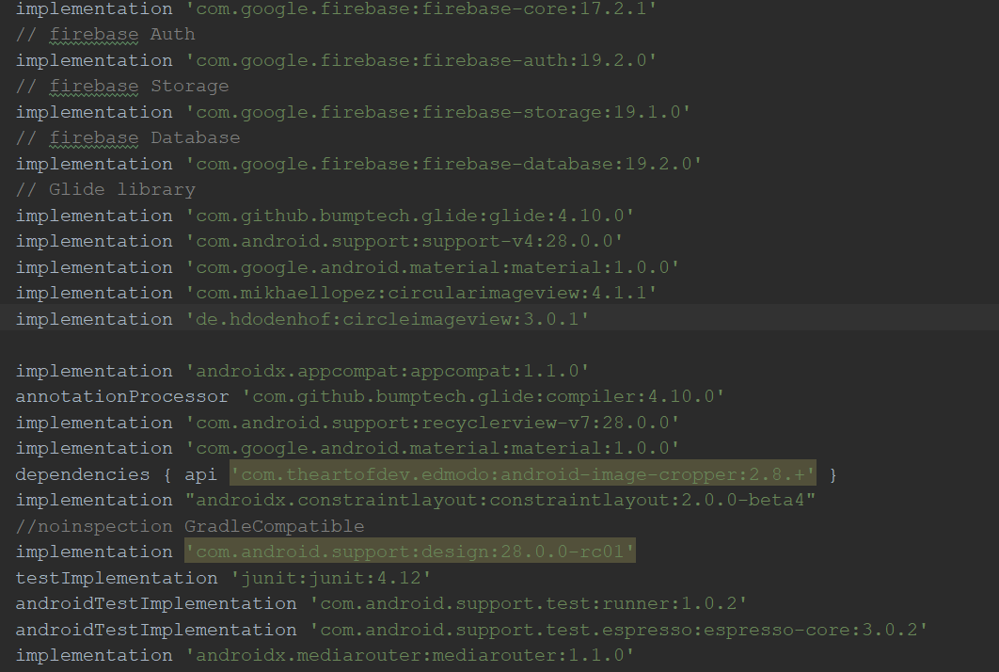 implementation 'com.google.firebase:firebase-core:17.2.1'
// firebase Auth
implementation 'com.google.firebase:firebase-auth:19.2.0'
// firebase Storage
implementation 'com.google.firebase:firebase-storage:19.1.0'
// firebase Database
implementation 'com.google.firebase:firebase-database:19.2.0'
// Glide library
implementation 'com.github.bumptech.glide:glide:4.10.0'
implementation 'com.android.support:support-v4:28.0.0'
implementation 'com.google.android.material:material:1.0.0'
implementation 'com.mikhaellopez:circularimageview:4.1.1'
implementation 'de.hdodenhof:circleimageview:3.0.1'
implementation 'androidx.appcompat:appcompat:1.1.0'
annotationProcessor 'com.github.bumptech.glide:compiler:4.10.0'
implementation 'com.android.support:recyclerview-v7:28.0.0'
implementation 'com.google.android.material:material:1.0.0'
dependencies { api 'com.theartofdev.edmodo:android-image-cropper:2.8.+' }
implementation "androidx.constraintlayout:constraintlayout:2.0.0-beta4"
//noinspection GradleCompatible
implementation 'com.android.support:design:28.0.0-rc01'
testImplementation 'junit:junit:4.12'
androidTestImplementation 'com.android.support.test:runner:1.0.2'
androidTestImplementation 'com.android.support.test.espresso:espresso-core:3.0.2'
implementation 'androidx.mediarouter:mediarouter:1.1.0'